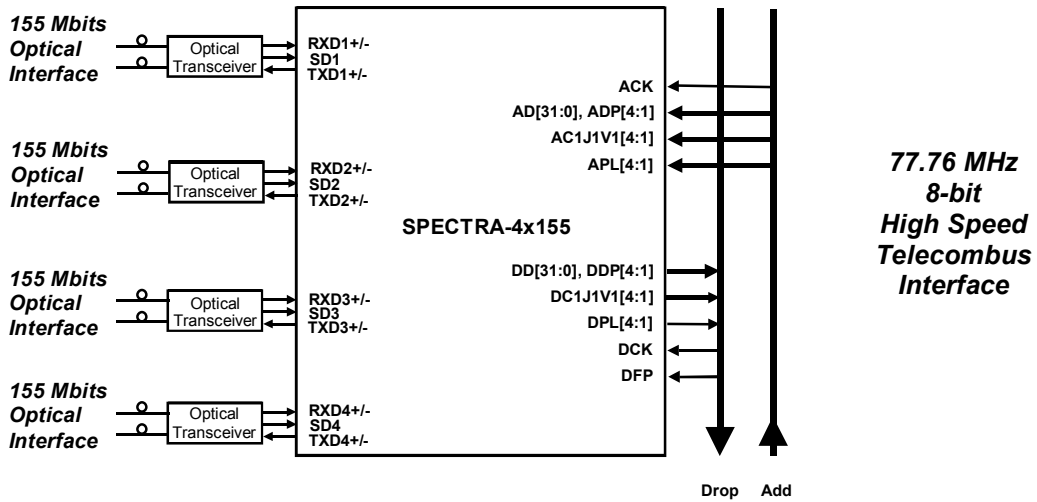 155 Mbits
Optical
Interface
Optical
Transceiver
RXD1+/-
SD1
TXD1+/-
155 Mbits
Optical
Interface
Optical
Transceiver
RXD2+/-
SD2
TXD2+/-
155 Mbits
Optical
Interface
Optical
Transceiver
RXD3+/-
SD3
TXD3+/-
155 Mbits
Optical
Interface
Optical
Transceiver
RXD4+/-
SD4
TXD4+/-
SPECTRA-4x155
ACK
AD[31:0], ADP[4:1]
AC1J1V1[4:1]
APL[4:1]
DD[31:0], DDP[4:1]
DC1J1V1[4:1]
DPL[4:1]
DCK
DFP
Drop
Add
77.76 MHz
8-bit
High Speed
Telecombus
Interface